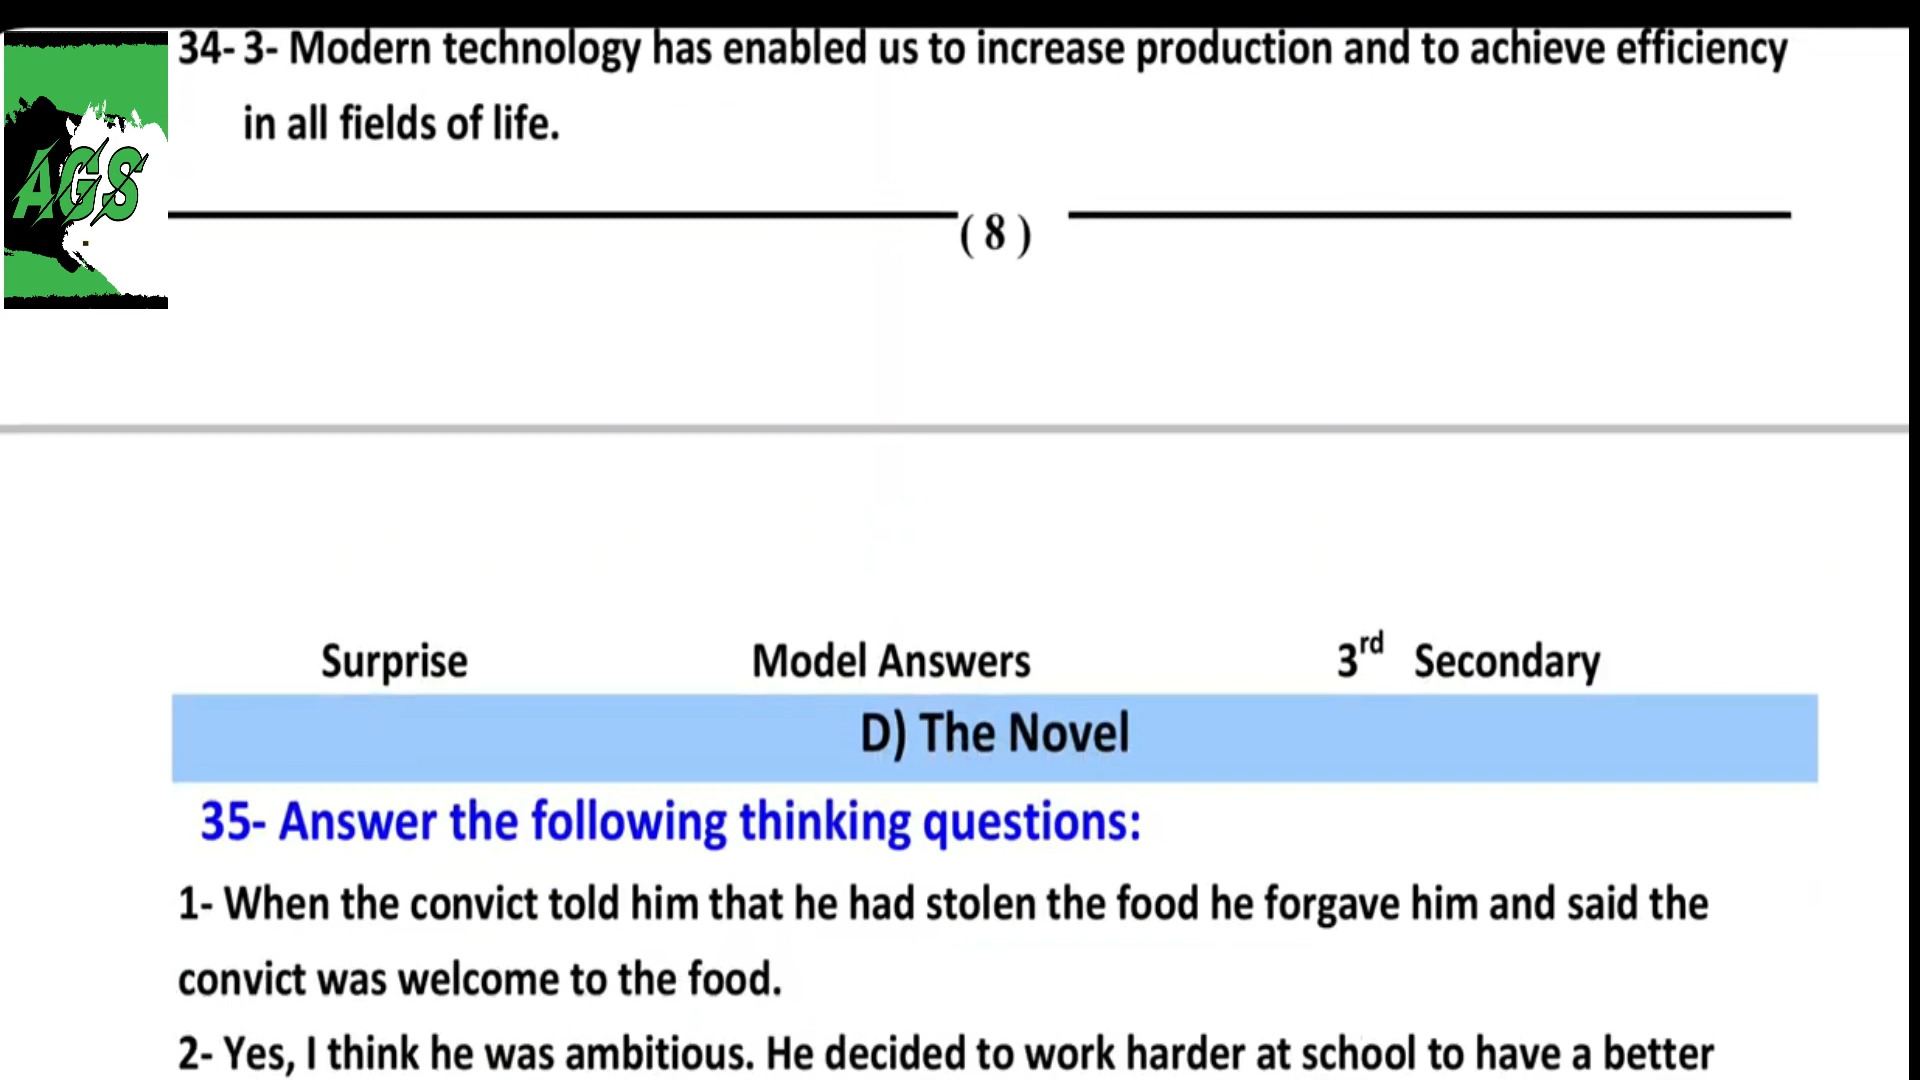 34- 3- Modern technology has enabled us to increase production and to achieve efficiency
in all fields of life.
AGS
( 8 )
Surprise Model Answers 3rd Secondary
D) The Novel
35- Answer the following thinking questions:
1- When the convict told him that he had stolen the food he forgave him and said the
convict was welcome to the food.
2- Yes, I think he was ambitious. He decided to work harder at school to have a better